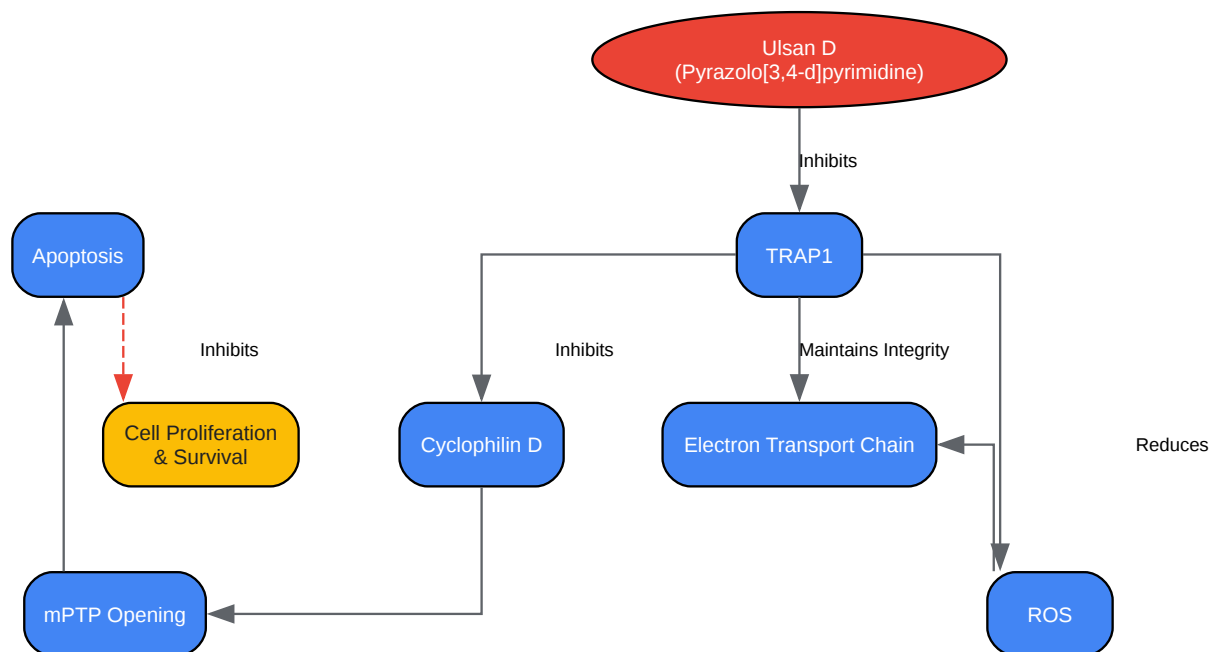 Ulsan D
(Pyrazolo[3,4-d]pyrimidine)
Inhibits
Apoptosis
TRAP1
Inhibits
Inhibits
Maintains Integrity
Cell Proliferation
& Survival
Cyclophilin D
Electron Transport Chain
Reduces
mPTP Opening
ROS